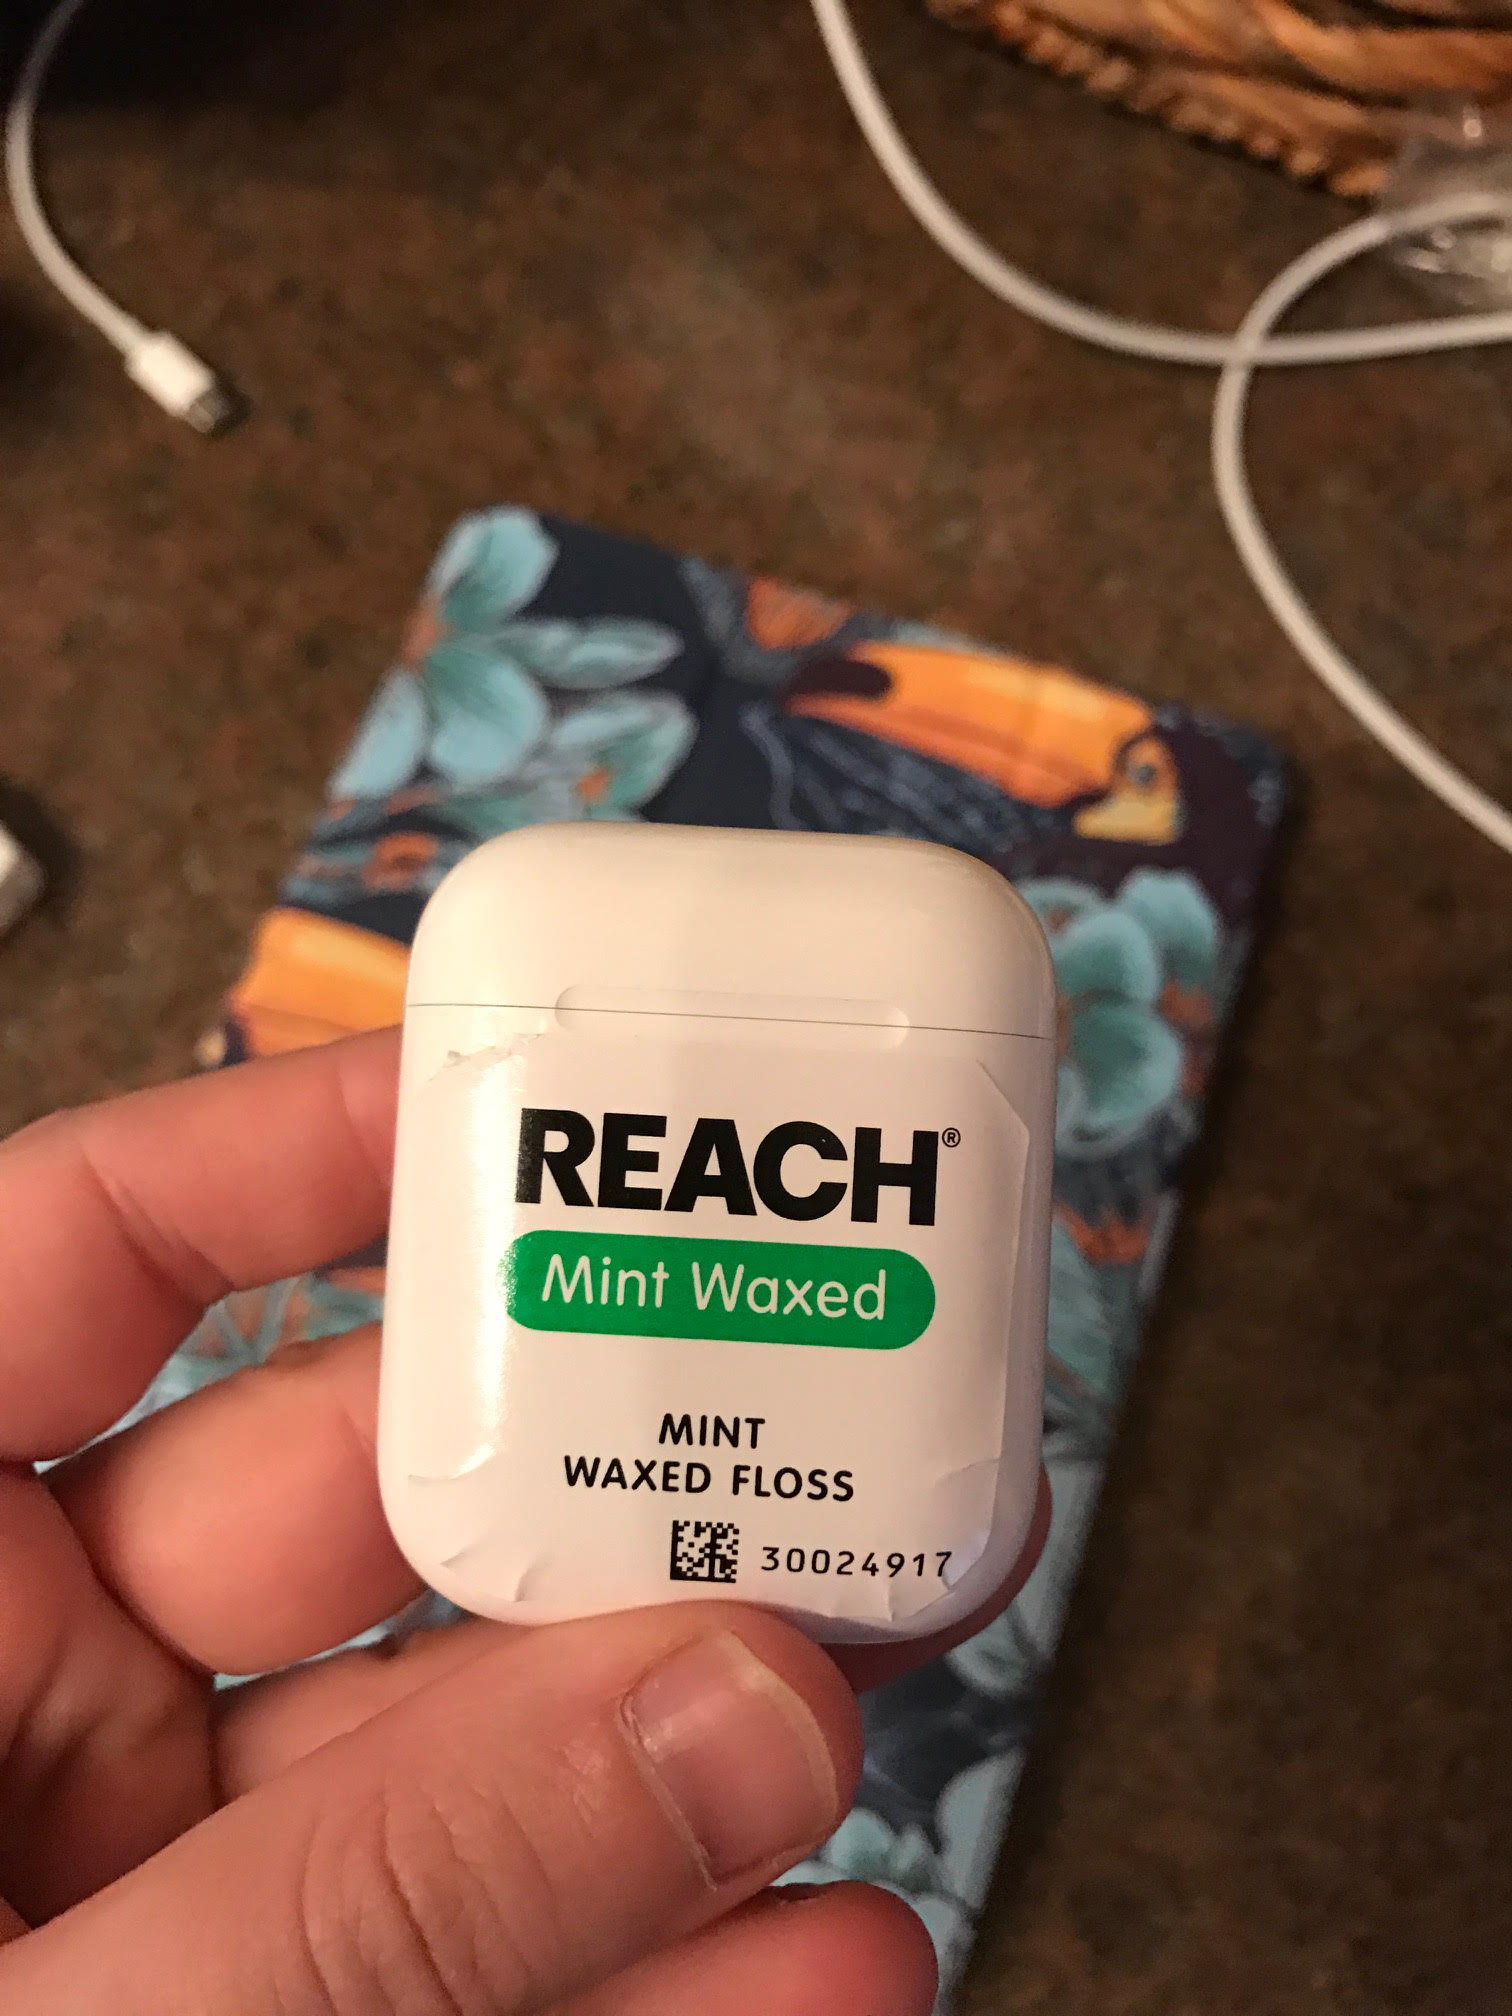 REACH®
Mint Waxed
MINT
WAXED FLOSS
30024917